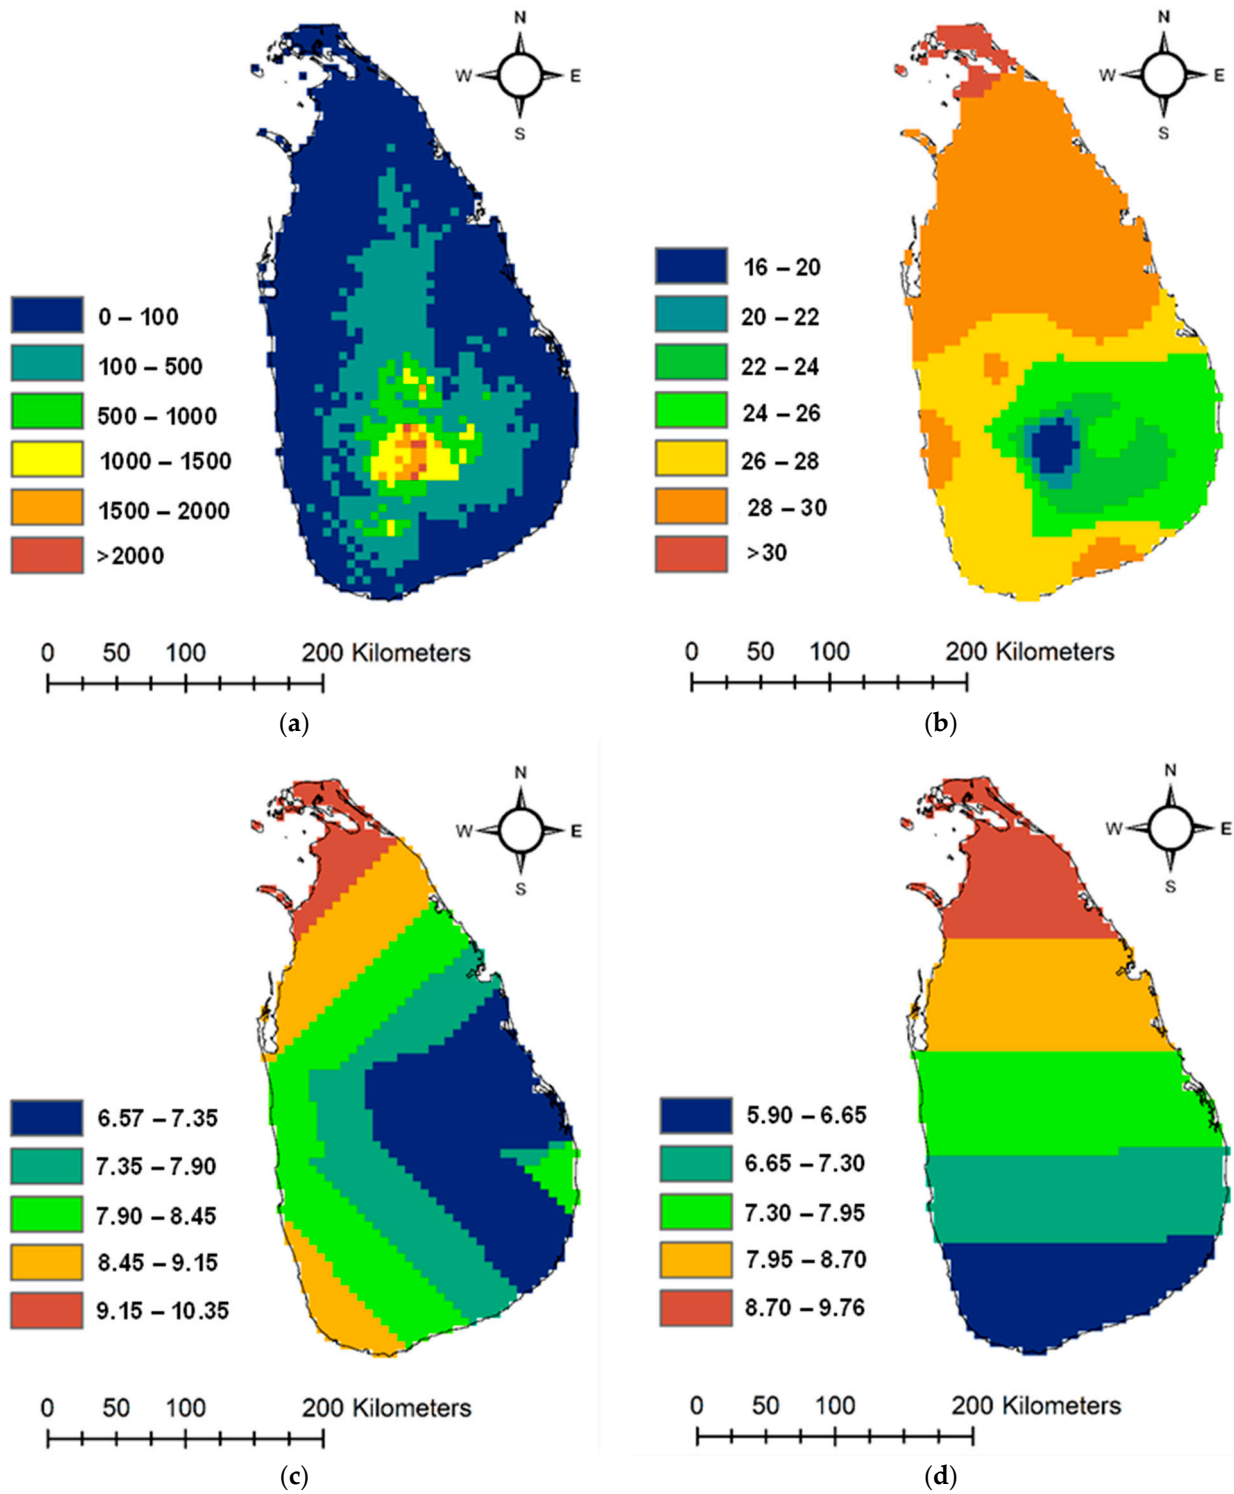 N
W E
S
0 – 100
100 – 500
500 – 1000
1000 – 1500
1500 – 2000
>2000
0 50 100 200 Kilometers
(a)
N
W E
S
16 – 20
20 – 22
22 – 24
24 – 26
26 – 28
28 – 30
>30
0 50 100 200 Kilometers
(b)
N
W E
S
6.57 – 7.35
7.35 – 7.90
7.90 – 8.45
8.45 – 9.15
9.15 – 10.35
0 50 100 200 Kilometers
(c)
N
W E
S
5.90 – 6.65
6.65 – 7.30
7.30 – 7.95
7.95 – 8.70
8.70 – 9.76
0 50 100 200 Kilometers
(d)